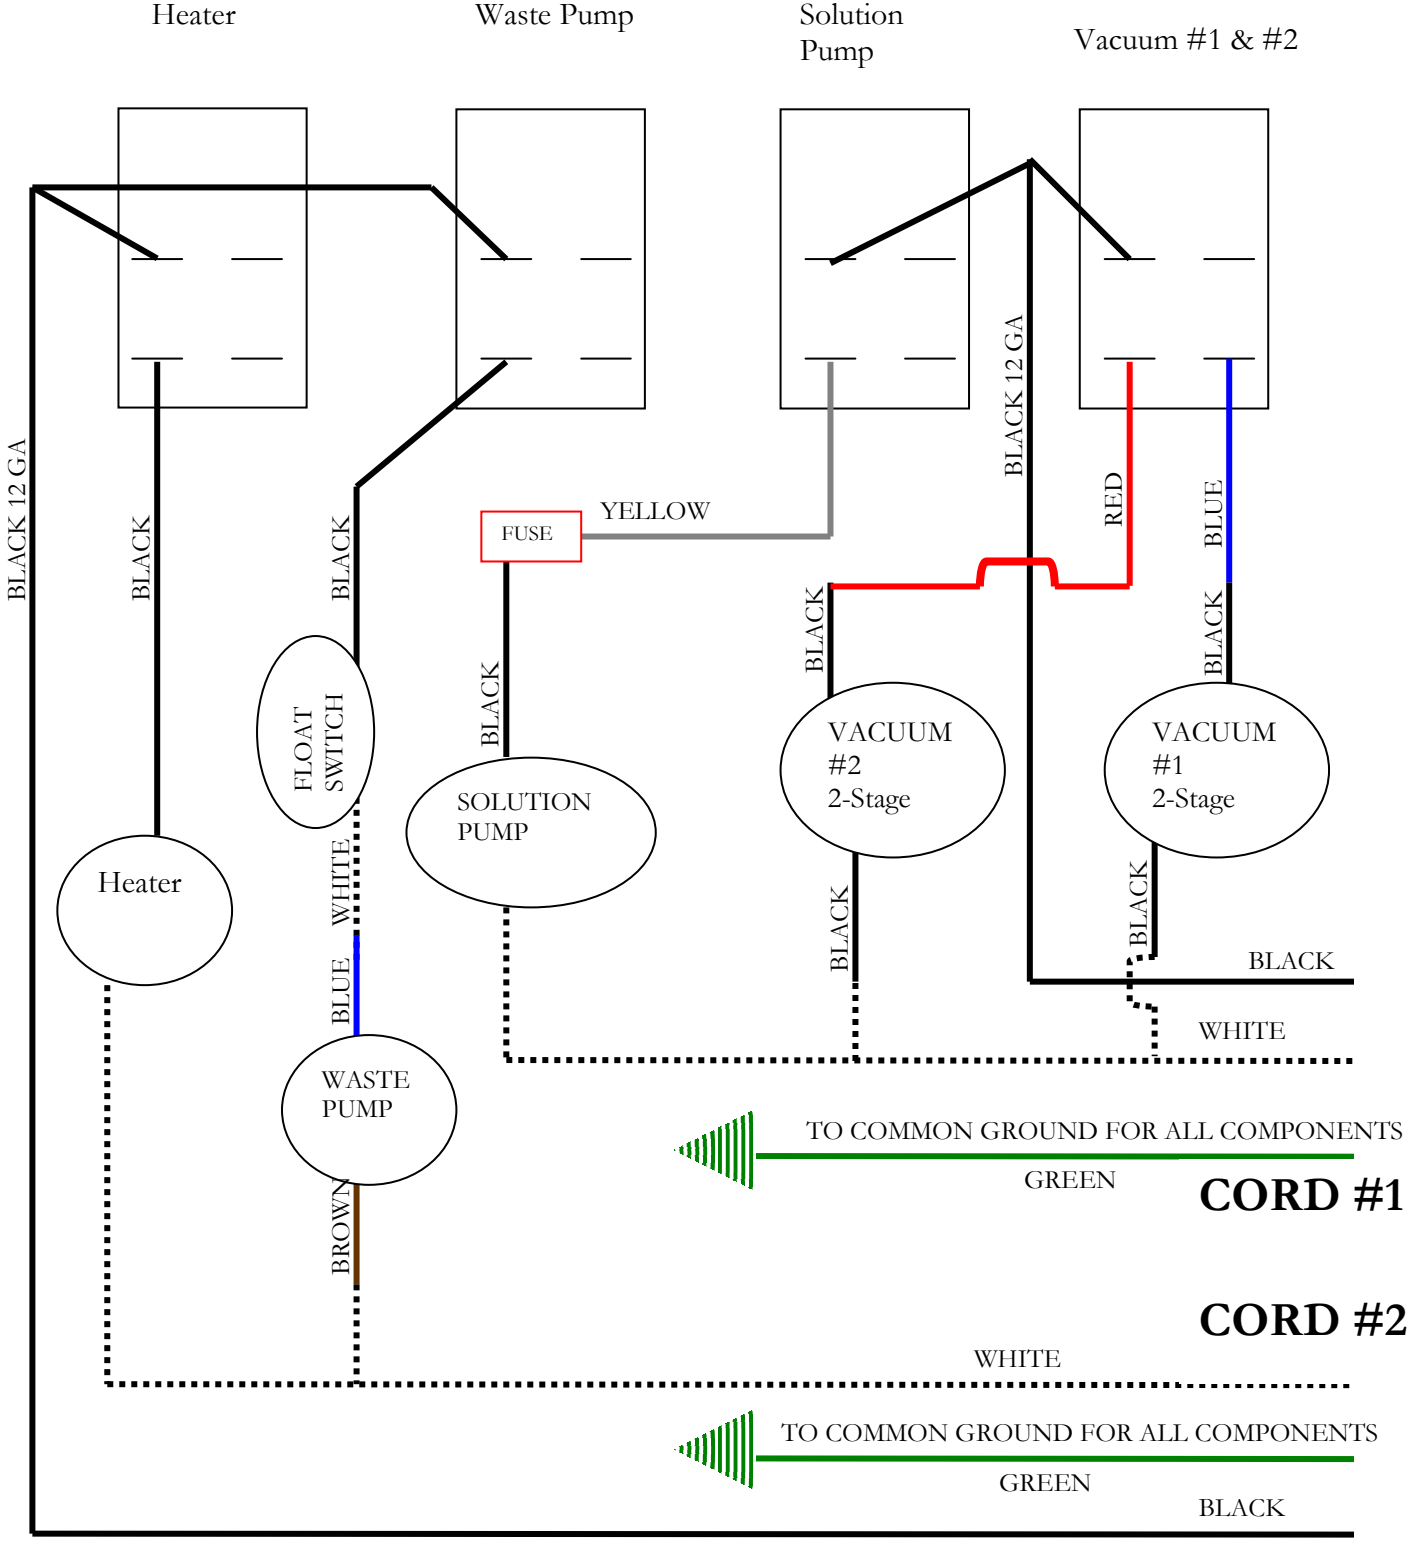 Heater
Waste Pump
Solution
Pump
Vacuum #1 & #2
BLACK 12 GA
BLACK
BLACK
FUSE
YELLOW
BLACK 12 GA
RED
BLUE
BLACK
BLACK
BLACK
FLOAT
SWITCH
SOLUTION
PUMP
VACUUM
#2
2-Stage
VACUUM
#1
2-Stage
Heater
WHITE
BLUE
BLACK
BLACK
BLACK
WHITE
WASTE
PUMP
BROWN
TO COMMON GROUND FOR ALL COMPONENTS
GREEN
CORD #1
CORD #2
WHITE
TO COMMON GROUND FOR ALL COMPONENTS
GREEN
BLACK